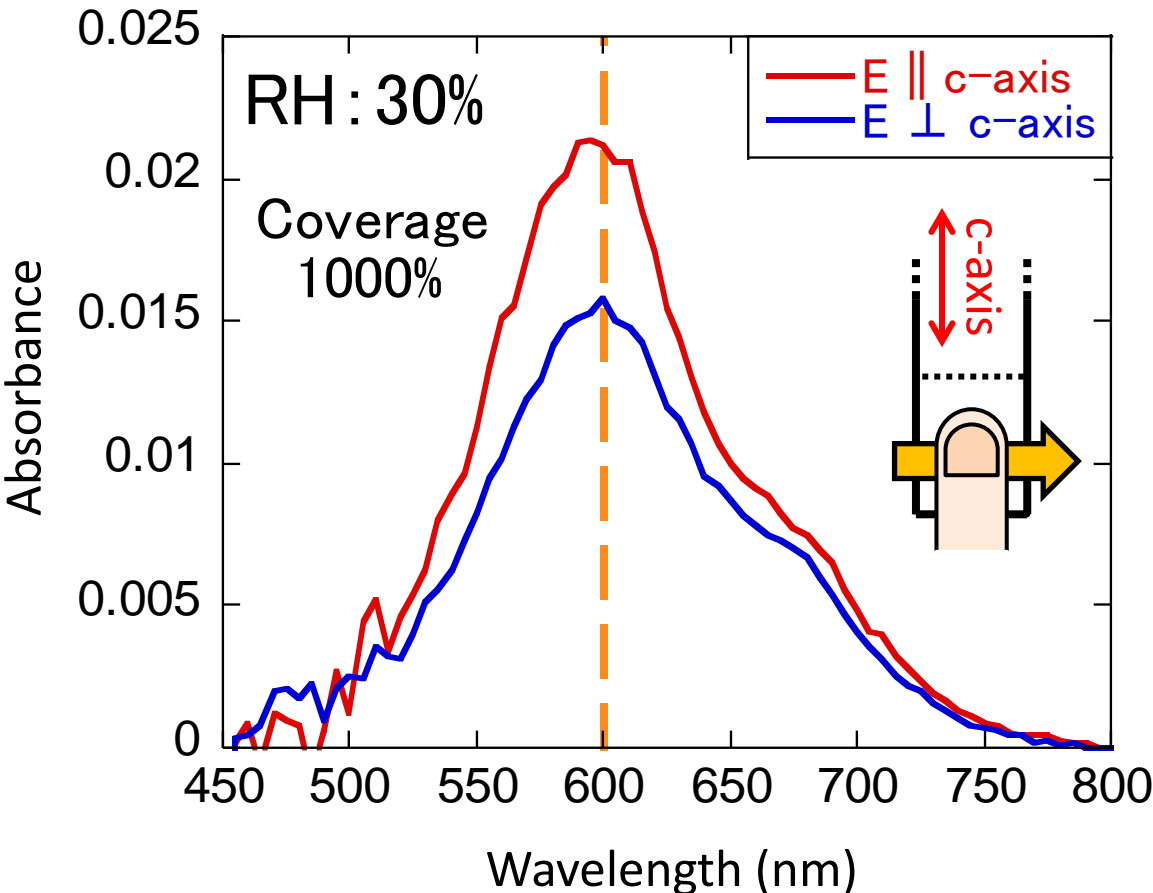 0.025
0.02
0.015
0.01
0.005
0
Absorbance
RH:30%
Coverage
1000%
E ∥ c-axis
E ⊥ c-axis
c-axis
450 500 550 600 650 700 750 800
Wavelength (nm)